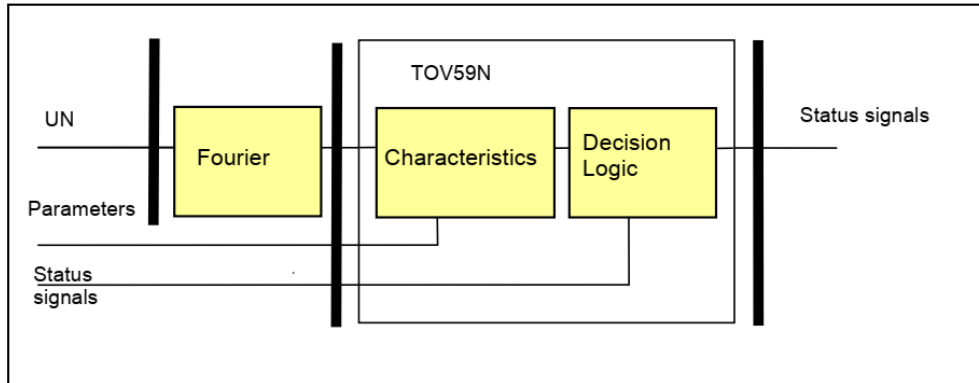 TOV59N
UN
Status signals
Fourier
Characteristics
Decision
Logic
Parameters
Status
signals